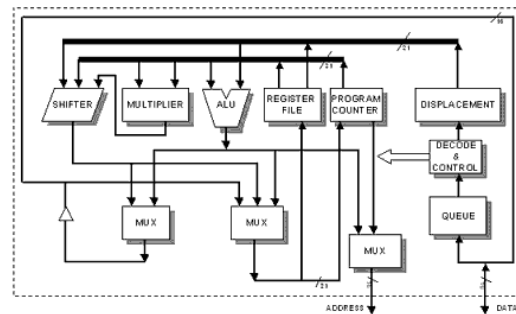 SHIFTER
MULTIPLIER
ALU
REGISTER
FILE
PROGRAM
COUNTER
DISPLACEMENT
DECODE
&
CONTROL
QUEUE
MUX
MUX
MUX
ADDRESS
DATA